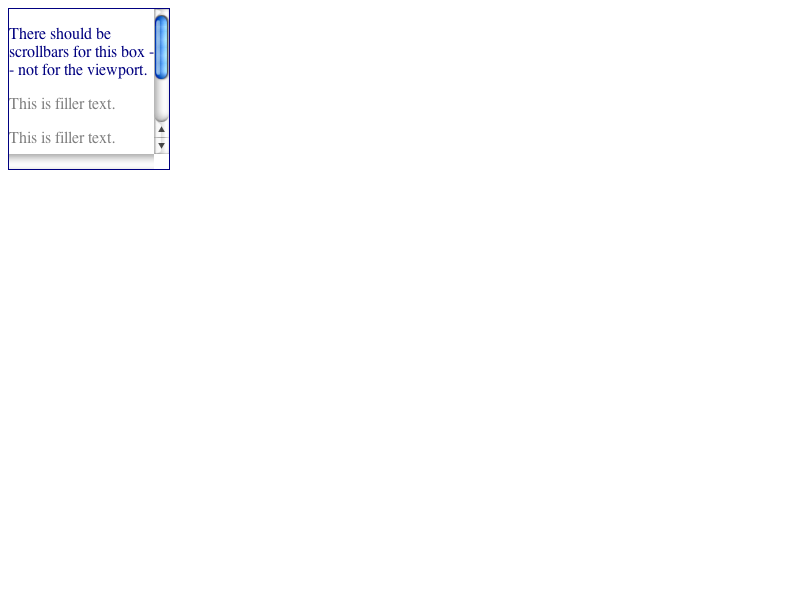 There should be
scrollbars for this box -
- not for the viewport.
This is filler text.
This is filler text.